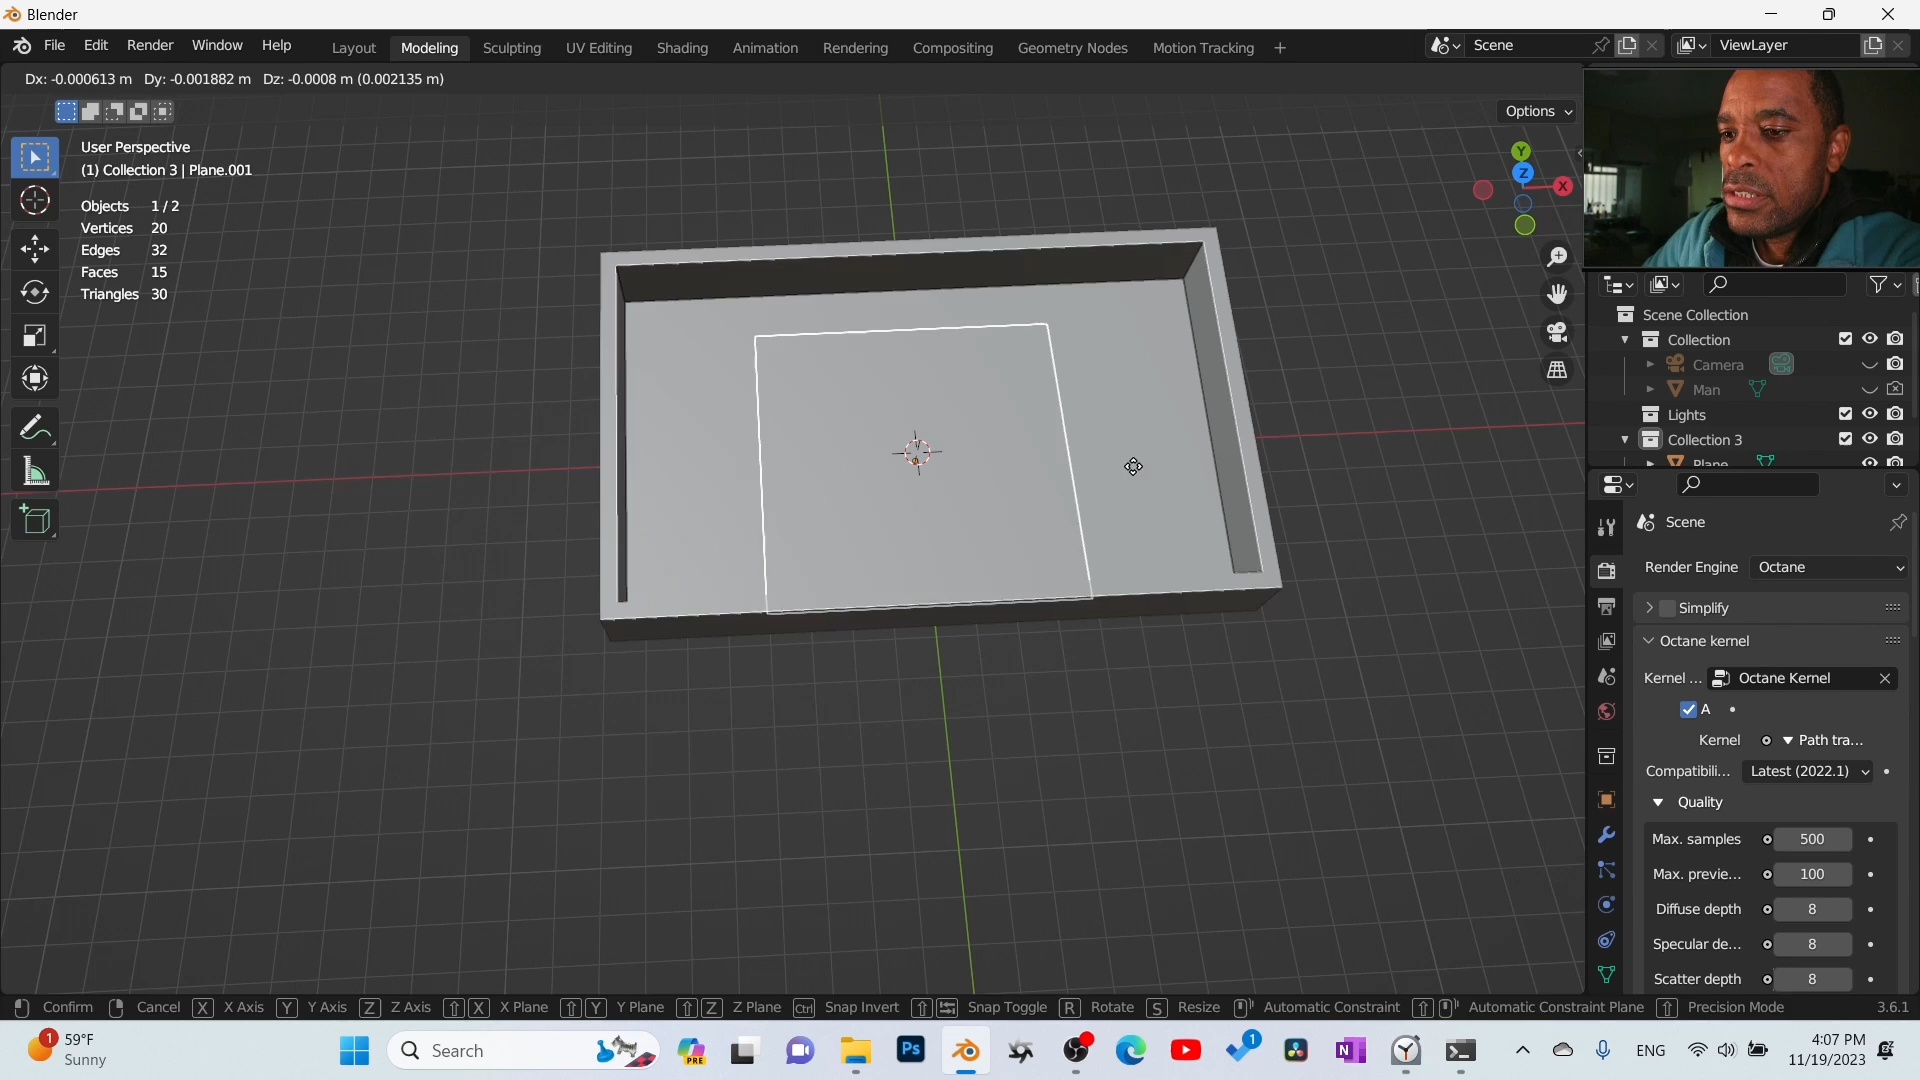 Blender
File Edit Render Window Help Layout Modeling Sculpting UV Editing Shading Animation Rendering Compositing Geometry Nodes Motion Tracking + Scene ViewLayer
Dx: -0.000613 m Dy: -0.001882 m Dz: -0.0008 m (0.002135 m)
Options
User Perspective
(1) Collection 3 | Plane.001
Objects 1 / 2
Vertices 20
Edges 32
Faces 15
Triangles 30
Y
Z
X
Scene Collection
Collection
Camera
Man
Lights
Collection 3
Plane
Scene
Render Engine Octane
Simplify
Octane kernel
Kernel ... Octane Kernel
A
Kernel Path tra...
Compatibili... Latest (2022.1)
Quality
Max. samples 500
Max. previe... 100
Diffuse depth 8
Specular de... 8
Scatter depth 8
Confirm Cancel X X Axis Y Y Axis Z Z Axis X X Plane Y Y Plane Z Z Plane Ctrl Snap Invert Snap Toggle R Rotate S Resize Automatic Constraint Automatic Constraint Plane Precision Mode 3.6.1
1 59°F
Sunny
Search
PRE
Ps
1
N
ENG
4:07 PM
11/19/2023